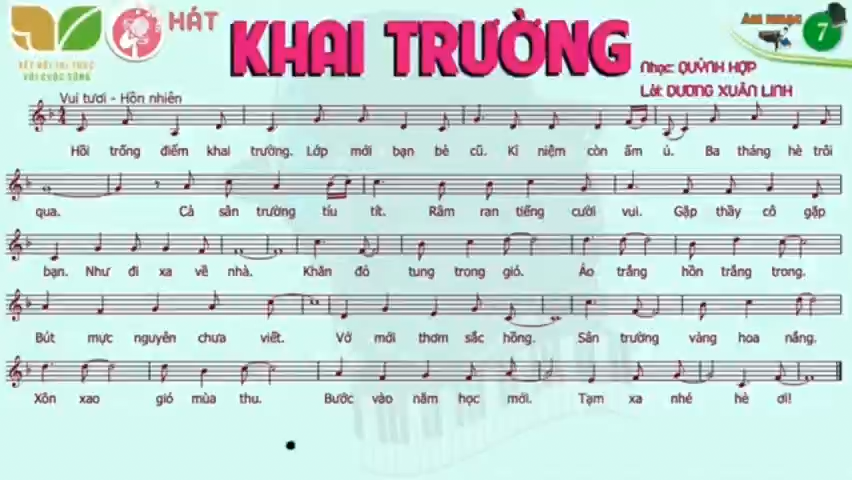 HÁT
KHAI TRƯỜNG
ÂM NHẠC 7
KẾT NỐI TRI THỨC
VỚI CUỘC SỐNG
Nhạc: QUỲNH HỢP
Lời: DƯƠNG XUÂN LINH
Vui tươi - Hồn nhiên
Hồi trống điểm khai trường. Lớp mới bạn bè cũ. Kỉ niệm còn ấm ủ. Ba tháng hè trôi
qua. Cả sân trường tíu tít. Râm ran tiếng cười vui. Gặp thầy cô gặp
bạn. Như đi xa về nhà. Khăn đỏ tung trong gió. Áo trắng hồn trắng trong.
Bút mực nguyên chưa viết. Vở mới thơm sắc hồng. Sân trường vàng hoa nắng.
Xôn xao gió mùa thu. Bước vào năm học mới. Tạm xa nhé hè ơi!